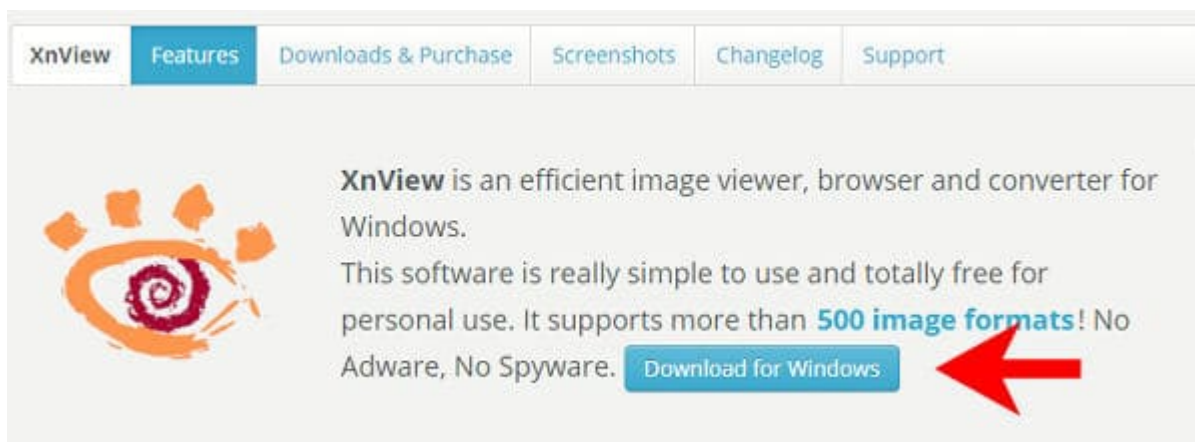 XnView Features Downloads & Purchase Screenshots Changelog Support
XnView is an efficient image viewer, browser and converter for
Windows.
This software is really simple to use and totally free for
personal use. It supports more than 500 image formats! No
Adware, No Spyware. Download for Windows